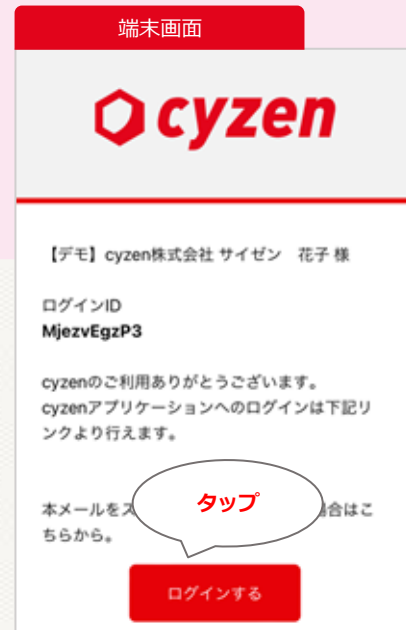 端末画面
cyzen
【デモ】cyzen株式会社 サイゼン 花子 様
ログインID
MjezvEgzP3
cyzenのご利用ありがとうございます。
cyzenアプリケーションへのログインは下記リ
ンクより行えます。
本メールをス
タップ
場合はこ
ちらから。
ログインする